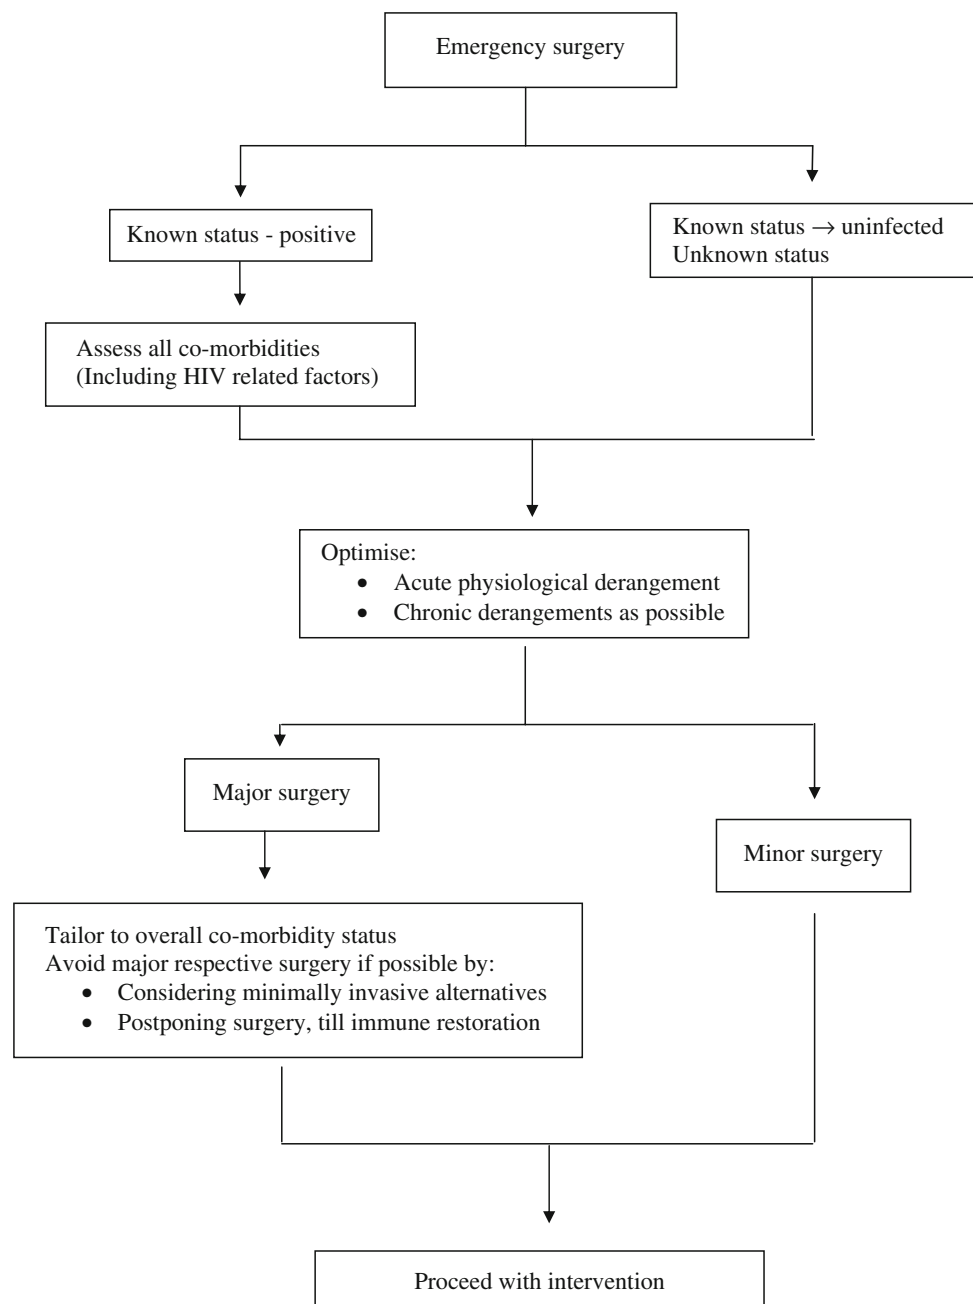 Emergency surgery
Known status - positive
Known status → uninfected
Unknown status
Assess all co-morbidities
(Including HIV related factors)
Optimise:
• Acute physiological derangement
• Chronic derangements as possible
Major surgery
Minor surgery
Tailor to overall co-morbidity status
Avoid major respective surgery if possible by:
• Considering minimally invasive alternatives
• Postponing surgery, till immune restoration
Proceed with intervention